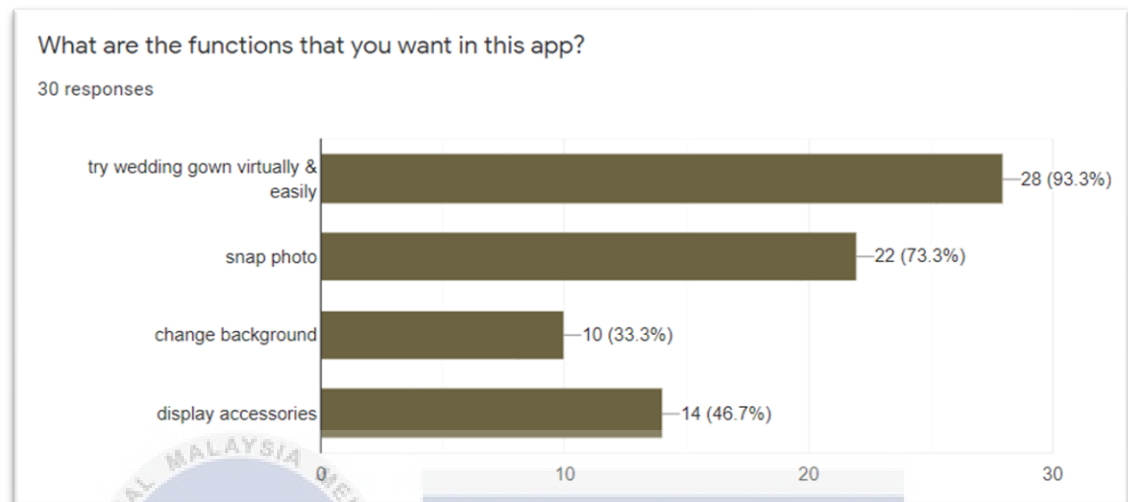 What are the functions that you want in this app?
30 responses
try wedding gown virtually &
easily
28 (93.3%)
snap photo
22 (73.3%)
change background
10 (33.3%)
display accessories
14 (46.7%)
0
10
20
30
MALAYSIA